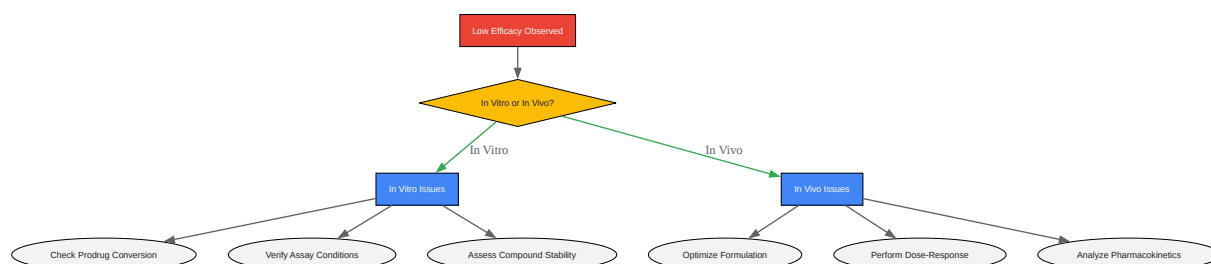 Low Efficacy Observed
In Vitro or In Vivo?
In Vitro
In Vivo
In Vitro Issues
In Vivo Issues
Check Prodrug Conversion
Verify Assay Conditions
Assess Compound Stability
Optimize Formulation
Perform Dose-Response
Analyze Pharmacokinetics